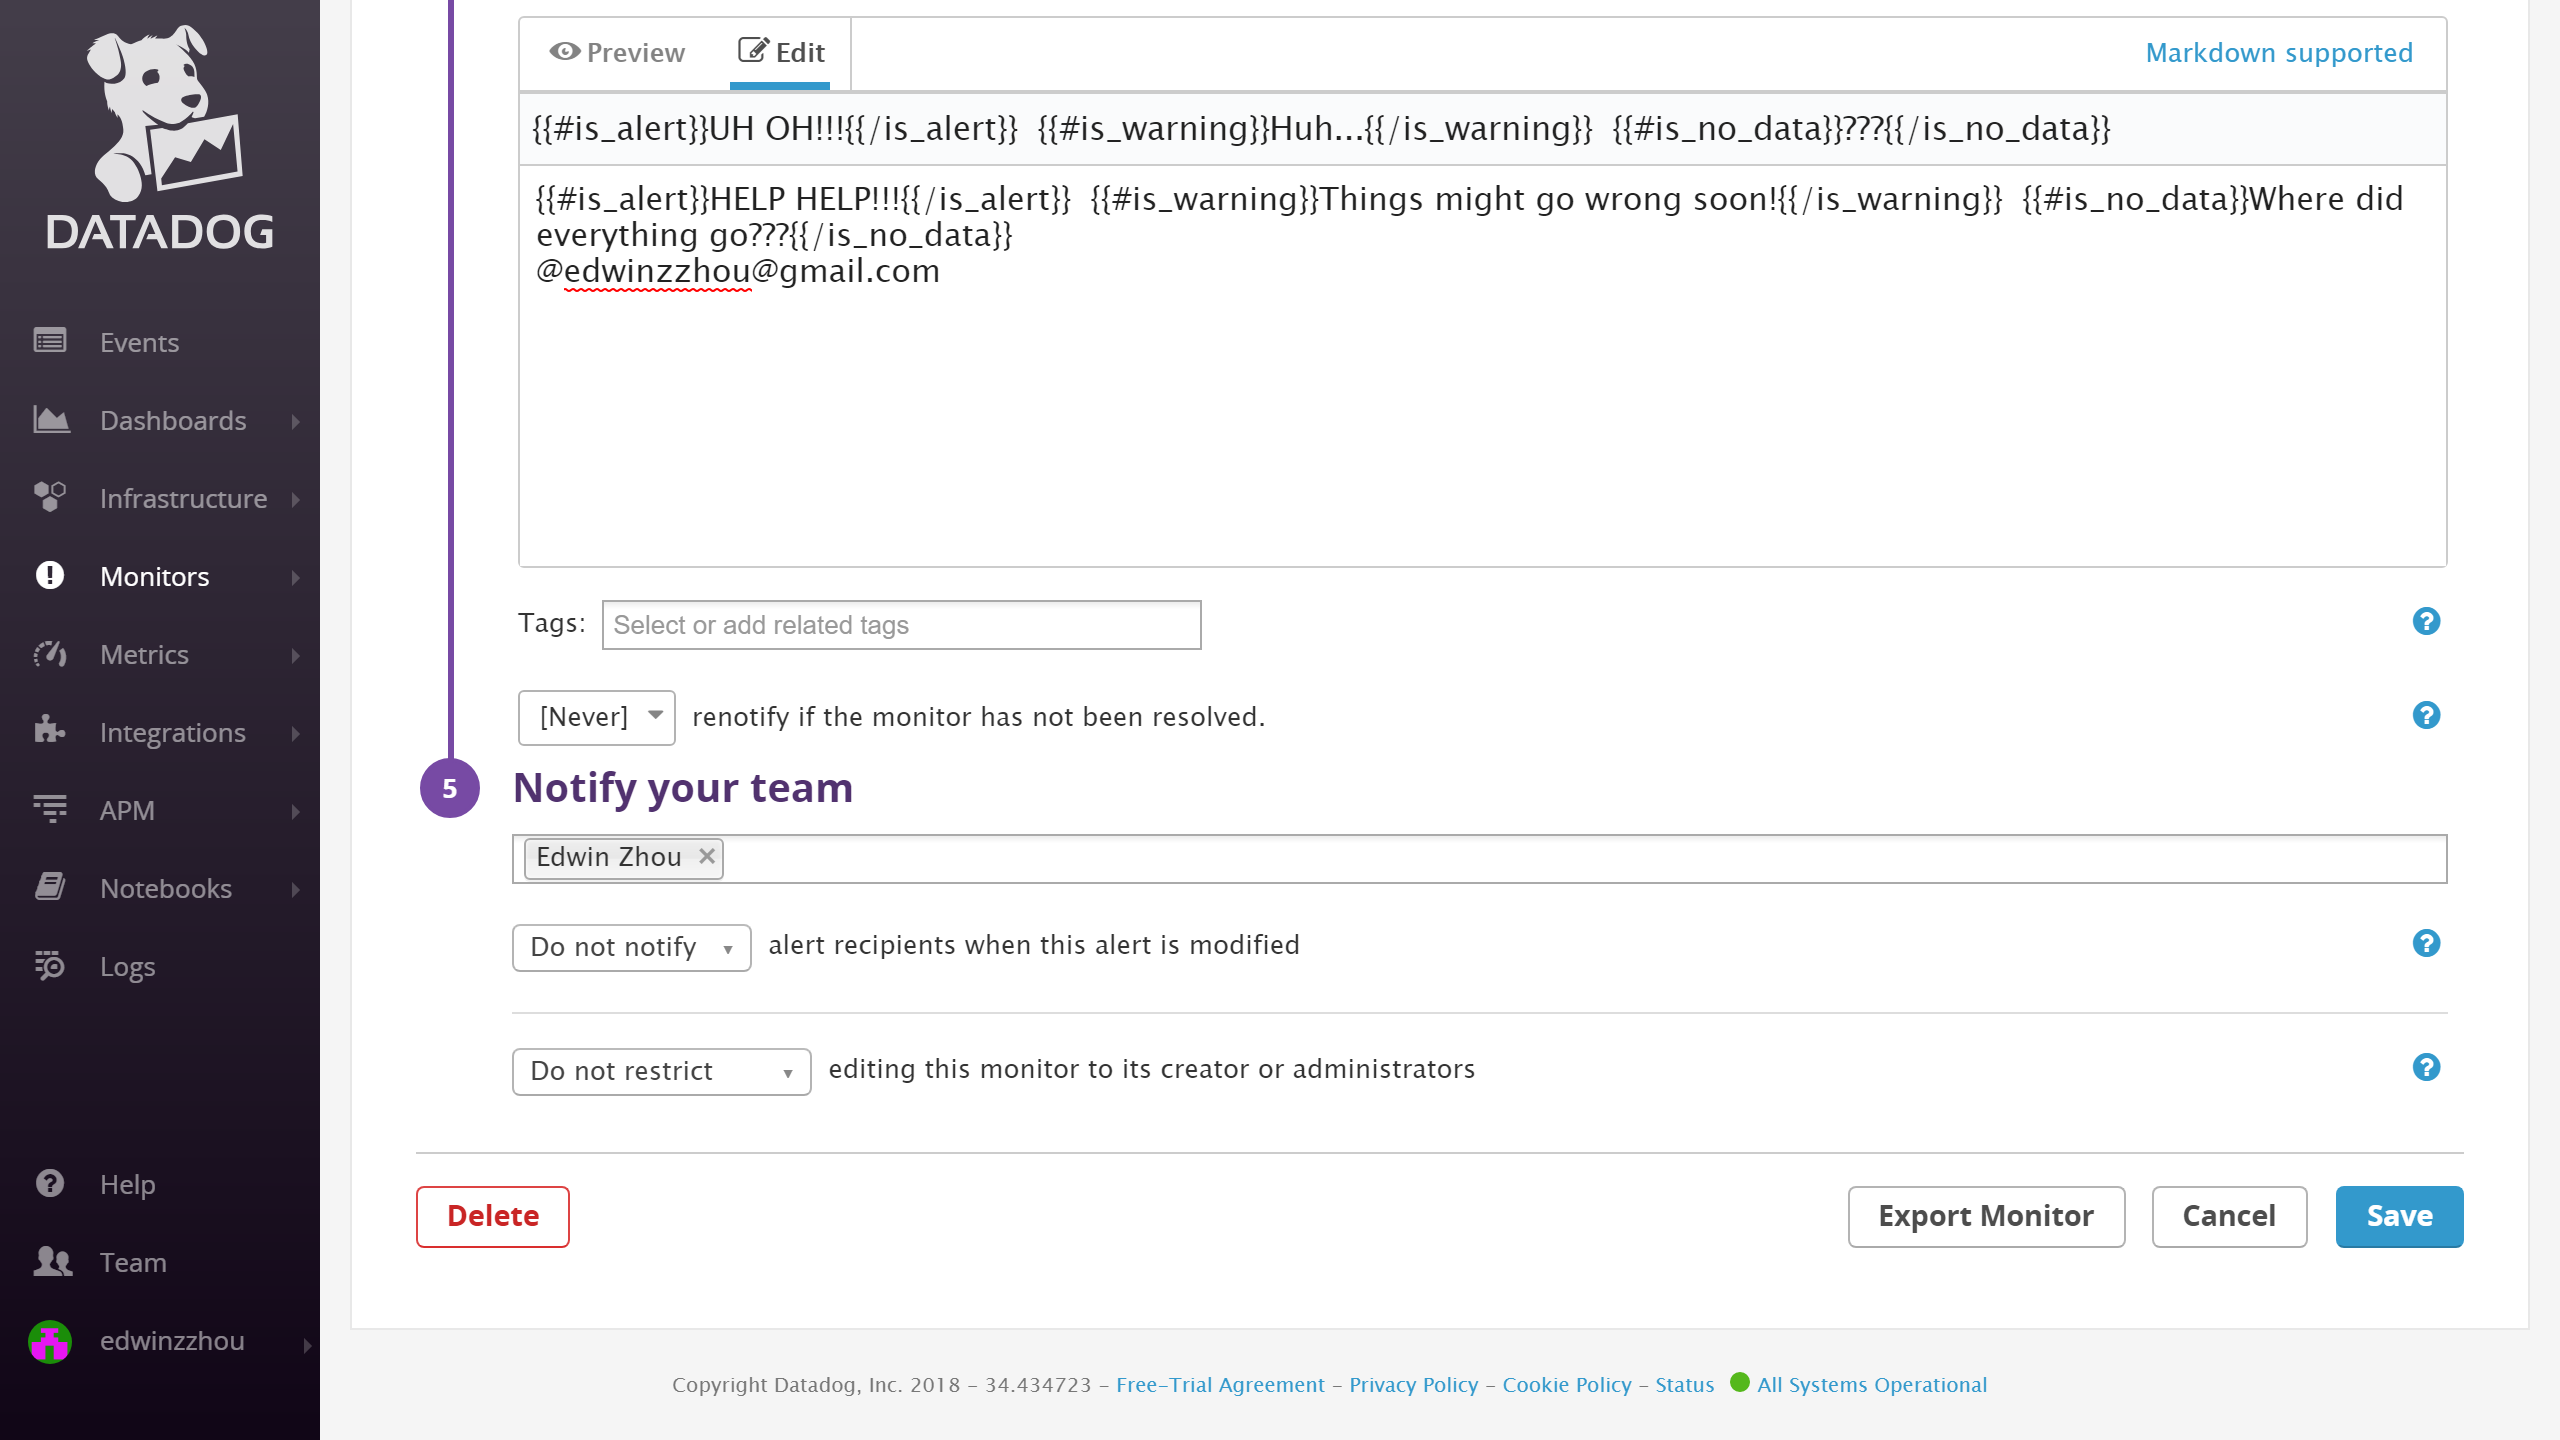 DATADOG
Events
Dashboards
Infrastructure
Monitors
Metrics
Integrations
APM
Notebooks
Logs
Help
Team
edwinzzhou
Preview
Edit
Markdown supported
{{#is_alert}}UH OH!!!{{/is_alert}}  {{#is_warning}}Huh...{{/is_warning}}  {{#is_no_data}}???{{/is_no_data}}
{{#is_alert}}HELP HELP!!!{{/is_alert}}  {{#is_warning}}Things might go wrong soon!{{/is_warning}}  {{#is_no_data}}Where did
everything go???{{/is_no_data}}
@edwinzzhou@gmail.com
Tags: Select or add related tags
[Never] renotify if the monitor has not been resolved.
5 Notify your team
Edwin Zhou ×
Do not notify alert recipients when this alert is modified
Do not restrict editing this monitor to its creator or administrators
Delete
Export Monitor
Cancel
Save
Copyright Datadog, Inc. 2018 – 34.434723 – Free-Trial Agreement – Privacy Policy – Cookie Policy – Status All Systems Operational